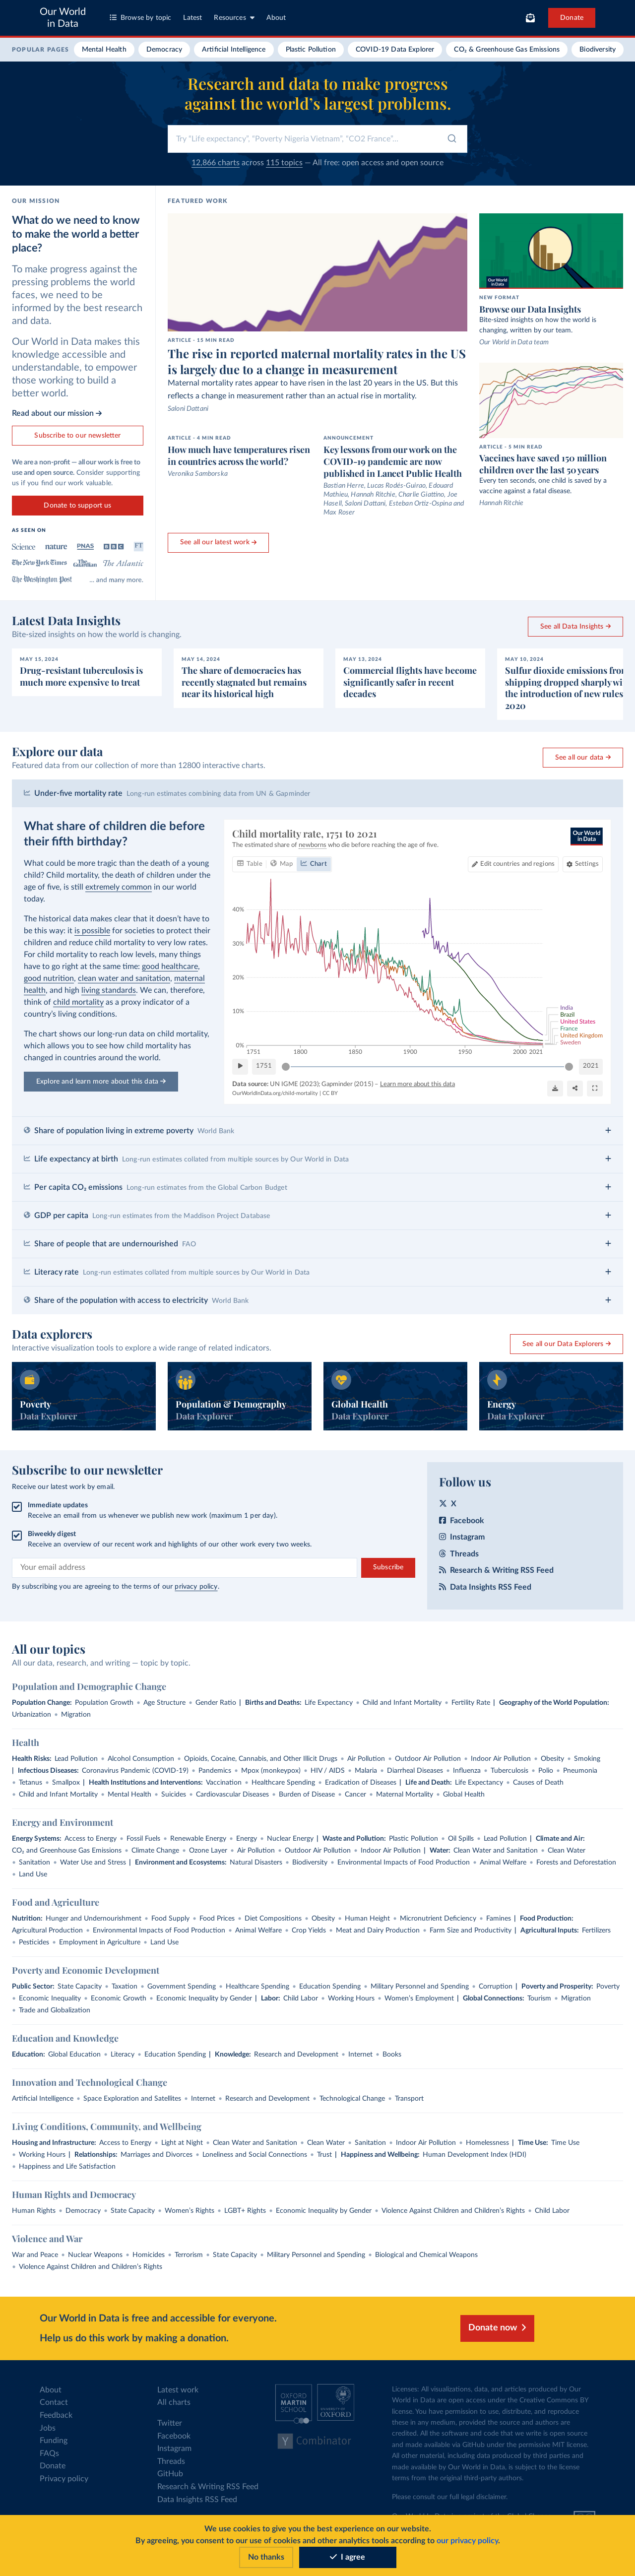 Our World
in Data
Browse by topic
Latest
Resources
About
Donate
POPULAR PAGES
Mental Health
Democracy
Artificial Intelligence
Plastic Pollution
COVID-19 Data Explorer
CO₂ & Greenhouse Gas Emissions
Biodiversity
Research and data to make progress
against the world's largest problems.
Try "Life expectancy", "Poverty Nigeria Vietnam", "CO2 France"...
12,866 charts across 115 topics — All free: open access and open source
OUR MISSION
What do we need to know
to make the world a better
place?
To make progress against the
pressing problems the world
faces, we need to be
informed by the best research
and data.
Our World in Data makes this
knowledge accessible and
understandable, to empower
those working to build a
better world.
Read about our mission →
Subscribe to our newsletter
We are a non-profit — all our work is free to
use and open source. Consider supporting
us if you find our work valuable.
Donate to support us
AS SEEN ON
Science
nature
PNAS
BBC
FT
The New York Times
The Guardian
The Atlantic
The Washington Post
... and many more.
FEATURED WORK
ARTICLE - 15 MIN READ
The rise in reported maternal mortality rates in the US
is largely due to a change in measurement
Maternal mortality rates appear to have risen in the last 20 years in the US. But this
reflects a change in measurement rather than an actual rise in mortality.
Saloni Dattani
ARTICLE - 4 MIN READ
How much have temperatures risen
in countries across the world?
Veronika Samborska
ANNOUNCEMENT
Key lessons from our work on the
COVID-19 pandemic are now
published in Lancet Public Health
Bastian Herre, Lucas Rodés-Guirao, Edouard
Mathieu, Hannah Ritchie, Charlie Giattino, Joe
Hasell, Saloni Dattani, Esteban Ortiz-Ospina and
Max Roser
Our World
in Data
NEW FORMAT
Browse our Data Insights
Bite-sized insights on how the world is
changing, written by our team.
Our World in Data team
ARTICLE - 5 MIN READ
Vaccines have saved 150 million
children over the last 50 years
Every ten seconds, one child is saved by a
vaccine against a fatal disease.
Hannah Ritchie
See all our latest work →
Latest Data Insights
Bite-sized insights on how the world is changing.
See all Data Insights →
MAY 15, 2024
Drug-resistant tuberculosis is
much more expensive to treat
MAY 14, 2024
The share of democracies has
recently stagnated but remains
near its historical high
MAY 13, 2024
Commercial flights have become
significantly safer in recent
decades
MAY 10, 2024
Sulfur dioxide emissions from
shipping dropped sharply wi
the introduction of new rules
2020
Explore our data
Featured data from our collection of more than 12800 interactive charts.
See all our data →
Under-five mortality rate Long-run estimates combining data from UN & Gapminder
What share of children die before
their fifth birthday?
What could be more tragic than the death of a young
child? Child mortality, the death of children under the
age of five, is still extremely common in our world
today.
The historical data makes clear that it doesn't have to
be this way: it is possible for societies to protect their
children and reduce child mortality to very low rates.
For child mortality to reach low levels, many things
have to go right at the same time: good healthcare,
good nutrition, clean water and sanitation, maternal
health, and high living standards. We can, therefore,
think of child mortality as a proxy indicator of a
country's living conditions.
The chart shows our long-run data on child mortality,
which allows you to see how child mortality has
changed in countries around the world.
Explore and learn more about this data →
Child mortality rate, 1751 to 2021
The estimated share of newborns who die before reaching the age of five.
Our World
in Data
Table
Map
Chart
Edit countries and regions
Settings
40%
30%
20%
10%
0%
1751
1800
1850
1900
1950
2000
2021
India
Brazil
United States
France
United Kingdom
Sweden
1751
2021
Data source: UN IGME (2023); Gapminder (2015) – Learn more about this data
OurWorldInData.org/child-mortality | CC BY
Share of population living in extreme poverty World Bank
Life expectancy at birth Long-run estimates collated from multiple sources by Our World in Data
Per capita CO₂ emissions Long-run estimates from the Global Carbon Budget
GDP per capita Long-run estimates from the Maddison Project Database
Share of people that are undernourished FAO
Literacy rate Long-run estimates collated from multiple sources by Our World in Data
Share of the population with access to electricity World Bank
Data explorers
Interactive visualization tools to explore a wide range of related indicators.
See all our Data Explorers →
Poverty
Data Explorer
Population & Demography
Data Explorer
Global Health
Data Explorer
Energy
Data Explorer
Subscribe to our newsletter
Receive our latest work by email.
Immediate updates
Receive an email from us whenever we publish new work (maximum 1 per day).
Biweekly digest
Receive an overview of our recent work and highlights of our other work every two weeks.
Your email address
Subscribe
By subscribing you are agreeing to the terms of our privacy policy.
Follow us
X
Facebook
Instagram
Threads
Research & Writing RSS Feed
Data Insights RSS Feed
All our topics
All our data, research, and writing — topic by topic.
Population and Demographic Change
Population Change: Population Growth • Age Structure • Gender Ratio | Births and Deaths: Life Expectancy • Child and Infant Mortality • Fertility Rate | Geography of the World Population:
Urbanization • Migration
Health
Health Risks: Lead Pollution • Alcohol Consumption • Opioids, Cocaine, Cannabis, and Other Illicit Drugs • Air Pollution • Outdoor Air Pollution • Indoor Air Pollution • Obesity • Smoking
| Infectious Diseases: Coronavirus Pandemic (COVID-19) • Pandemics • Mpox (monkeypox) • HIV / AIDS • Malaria • Diarrheal Diseases • Influenza • Tuberculosis • Polio • Pneumonia
• Tetanus • Smallpox | Health Institutions and Interventions: Vaccination • Healthcare Spending • Eradication of Diseases | Life and Death: Life Expectancy • Causes of Death
• Child and Infant Mortality • Mental Health • Suicides • Cardiovascular Diseases • Burden of Disease • Cancer • Maternal Mortality • Global Health
Energy and Environment
Energy Systems: Access to Energy • Fossil Fuels • Renewable Energy • Energy • Nuclear Energy | Waste and Pollution: Plastic Pollution • Oil Spills • Lead Pollution | Climate and Air:
CO₂ and Greenhouse Gas Emissions • Climate Change • Ozone Layer • Air Pollution • Outdoor Air Pollution • Indoor Air Pollution | Water: Clean Water and Sanitation • Clean Water
• Sanitation • Water Use and Stress | Environment and Ecosystems: Natural Disasters • Biodiversity • Environmental Impacts of Food Production • Animal Welfare • Forests and Deforestation
• Land Use
Food and Agriculture
Nutrition: Hunger and Undernourishment • Food Supply • Food Prices • Diet Compositions • Obesity • Human Height • Micronutrient Deficiency • Famines | Food Production:
Agricultural Production • Environmental Impacts of Food Production • Animal Welfare • Crop Yields • Meat and Dairy Production • Farm Size and Productivity | Agricultural Inputs: Fertilizers
• Pesticides • Employment in Agriculture • Land Use
Poverty and Economic Development
Public Sector: State Capacity • Taxation • Government Spending • Healthcare Spending • Education Spending • Military Personnel and Spending • Corruption | Poverty and Prosperity: Poverty
• Economic Inequality • Economic Growth • Economic Inequality by Gender | Labor: Child Labor • Working Hours • Women's Employment | Global Connections: Tourism • Migration
• Trade and Globalization
Education and Knowledge
Education: Global Education • Literacy • Education Spending | Knowledge: Research and Development • Internet • Books
Innovation and Technological Change
Artificial Intelligence • Space Exploration and Satellites • Internet • Research and Development • Technological Change • Transport
Living Conditions, Community, and Wellbeing
Housing and Infrastructure: Access to Energy • Light at Night • Clean Water and Sanitation • Clean Water • Sanitation • Indoor Air Pollution • Homelessness | Time Use: Time Use
• Working Hours | Relationships: Marriages and Divorces • Loneliness and Social Connections • Trust | Happiness and Wellbeing: Human Development Index (HDI)
• Happiness and Life Satisfaction
Human Rights and Democracy
Human Rights • Democracy • State Capacity • Women's Rights • LGBT+ Rights • Economic Inequality by Gender • Violence Against Children and Children's Rights • Child Labor
Violence and War
War and Peace • Nuclear Weapons • Homicides • Terrorism • State Capacity • Military Personnel and Spending • Biological and Chemical Weapons
• Violence Against Children and Children's Rights
Our World in Data is free and accessible for everyone.
Help us do this work by making a donation.
Donate now
About
Contact
Feedback
Jobs
Funding
FAQs
Donate
Privacy policy
Latest work
All charts
Twitter
Facebook
Instagram
Threads
GitHub
Research & Writing RSS Feed
Data Insights RSS Feed
OXFORD
MARTIN
SCHOOL
UNIVERSITY OF
OXFORD
Y Combinator
Licenses: All visualizations, data, and articles produced by Our
World in Data are open access under the Creative Commons BY
license. You have permission to use, distribute, and reproduce
these in any medium, provided the source and authors are
credited. All the software and code that we write is open source
and made available via GitHub under the permissive MIT license.
All other material, including data produced by third parties and
made available by Our World in Data, is subject to the license
terms from the original third-party authors.
Please consult our full legal disclaimer.
We use cookies to give you the best experience on our website.
By agreeing, you consent to our use of cookies and other analytics tools according to our privacy policy.
No thanks
I agree